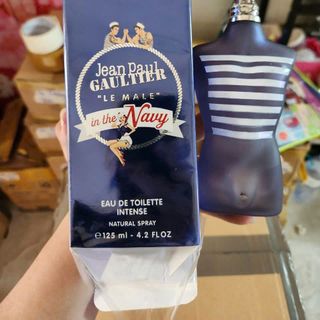 Jean Paul
GAULTIER
"LE MALE"
in the Navy
EAU DE TOILETTE
INTENSE
NATURAL SPRAY
℮ 125 ml - 4.2 FL.OZ